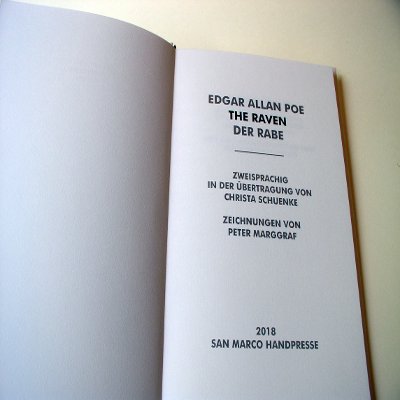 EDGAR ALLAN POE
THE RAVEN
DER RABE
ZWEISPRACHIG
IN DER ÜBERTRAGUNG VON
CHRISTA SCHUENKE
ZEICHNUNGEN VON
PETER MARGGRAF
2018
SAN MARCO HANDPRESSE